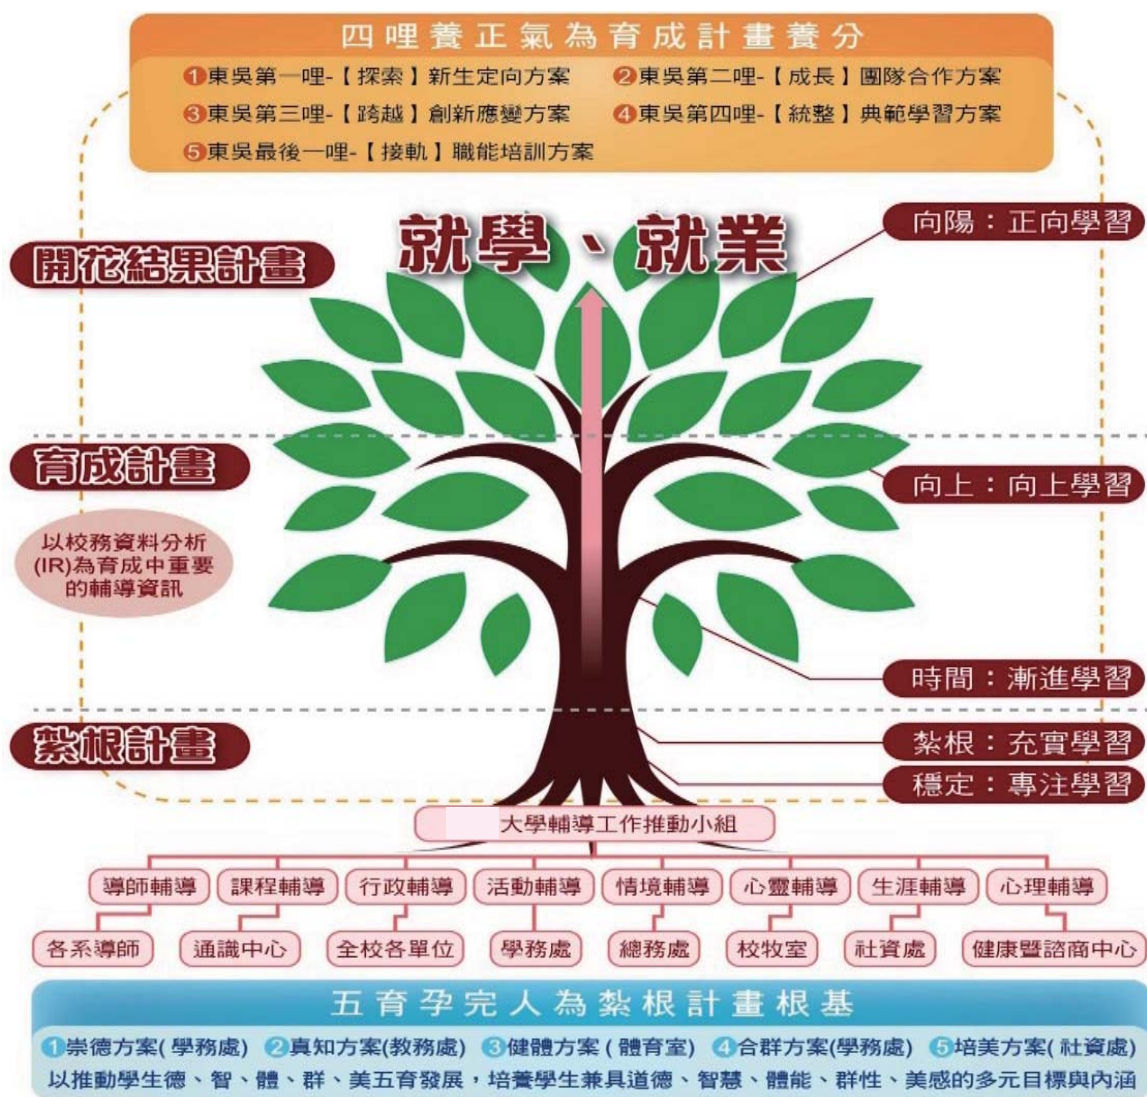 四哩養正氣為育成計畫養分
❶東吳第一哩-【探索】新生定向方案 ❷東吳第二哩-【成長】團隊合作方案
❸東吳第三哩-【跨越】創新應變方案 ❹東吳第四哩-【統整】典範學習方案
❺東吳最後一哩-【接軌】職能培訓方案
就學、就業
向陽：正向學習
開花結果計畫
育成計畫
向上：向上學習
以校務資料分析
(IR)為育成中重要
的輔導資訊
時間：漸進學習
紮根計畫
紮根：充實學習
穩定：專注學習
大學輔導工作推動小組
導師輔導 課程輔導 行政輔導 活動輔導 情境輔導 心靈輔導 生涯輔導 心理輔導
各系導師 通識中心 全校各單位 學務處 總務處 校牧室 社資處 健康暨諮商中心
五育孕完人為紮根計畫根基
❶崇德方案(學務處) ❷真知方案(教務處) ❸健體方案(體育室) ❹合群方案(學務處) ❺培美方案(社資處)
以推動學生德、智、體、群、美五育發展，培養學生兼具道德、智慧、體能、群性、美感的多元目標與內涵